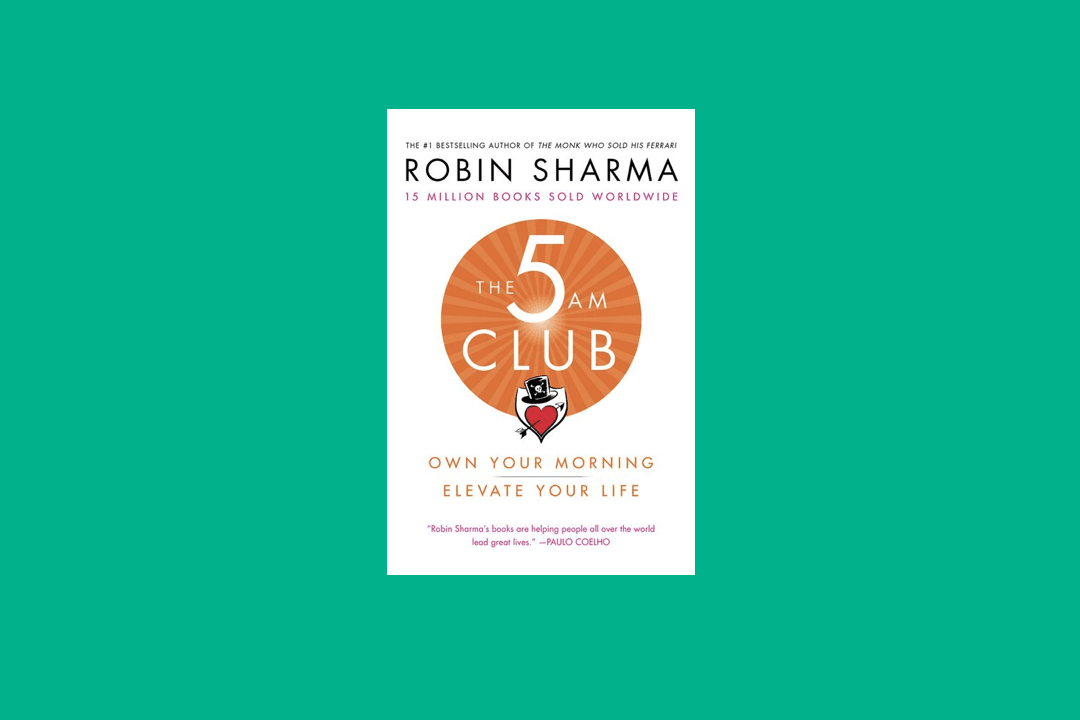 THE #1 BESTSELLING AUTHOR OF THE MONK WHO SOLD HIS FERRARI
ROBIN SHARMA
15 MILLION BOOKS SOLD WORLDWIDE
THE 5 AM
CLUB
OWN YOUR MORNING
ELEVATE YOUR LIFE
“Robin Sharma’s books are helping people all over the world
lead great lives.” —PAULO COELHO